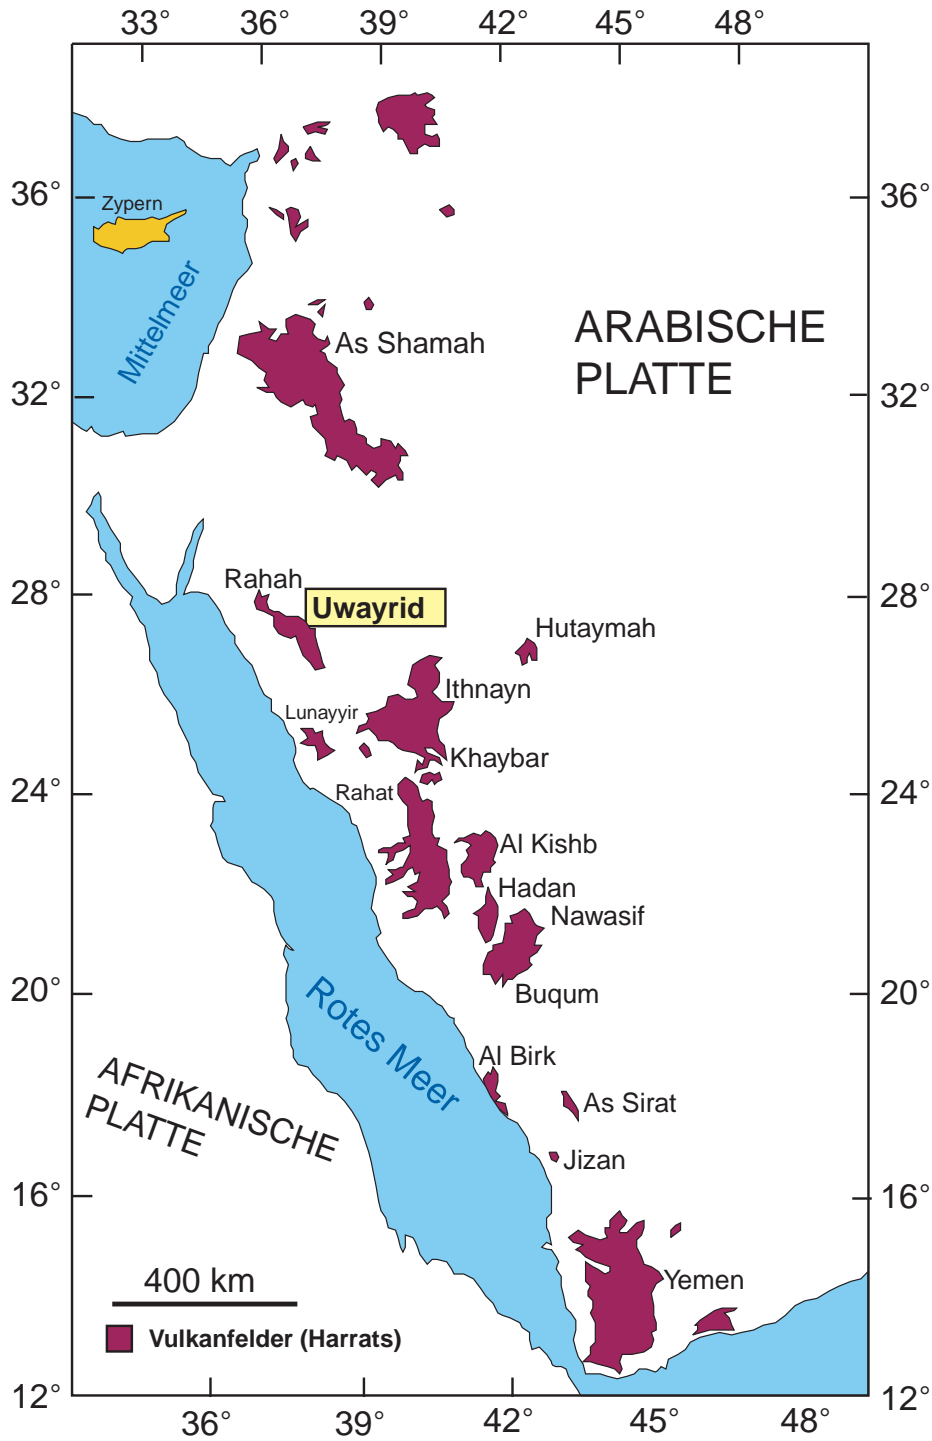 33° 36° 39° 42° 45° 48°
36° 36°
Zypern
Mittelmeer
As Shamah
ARABISCHE
PLATTE
32° 32°
28° 28°
Rahah
Uwayrid
Hutaymah
Ithnayn
Lunayyir
Khaybar
24° 24°
Rahat
Al Kishb
Hadan
Nawasif
20° 20°
Buqum
Rotes Meer
Al Birk
AFRIKANISCHE
PLATTE
As Sirat
Jizan
16° 16°
400 km
Yemen
Vulkanfelder (Harrats)
12° 12°
36° 39° 42° 45° 48°